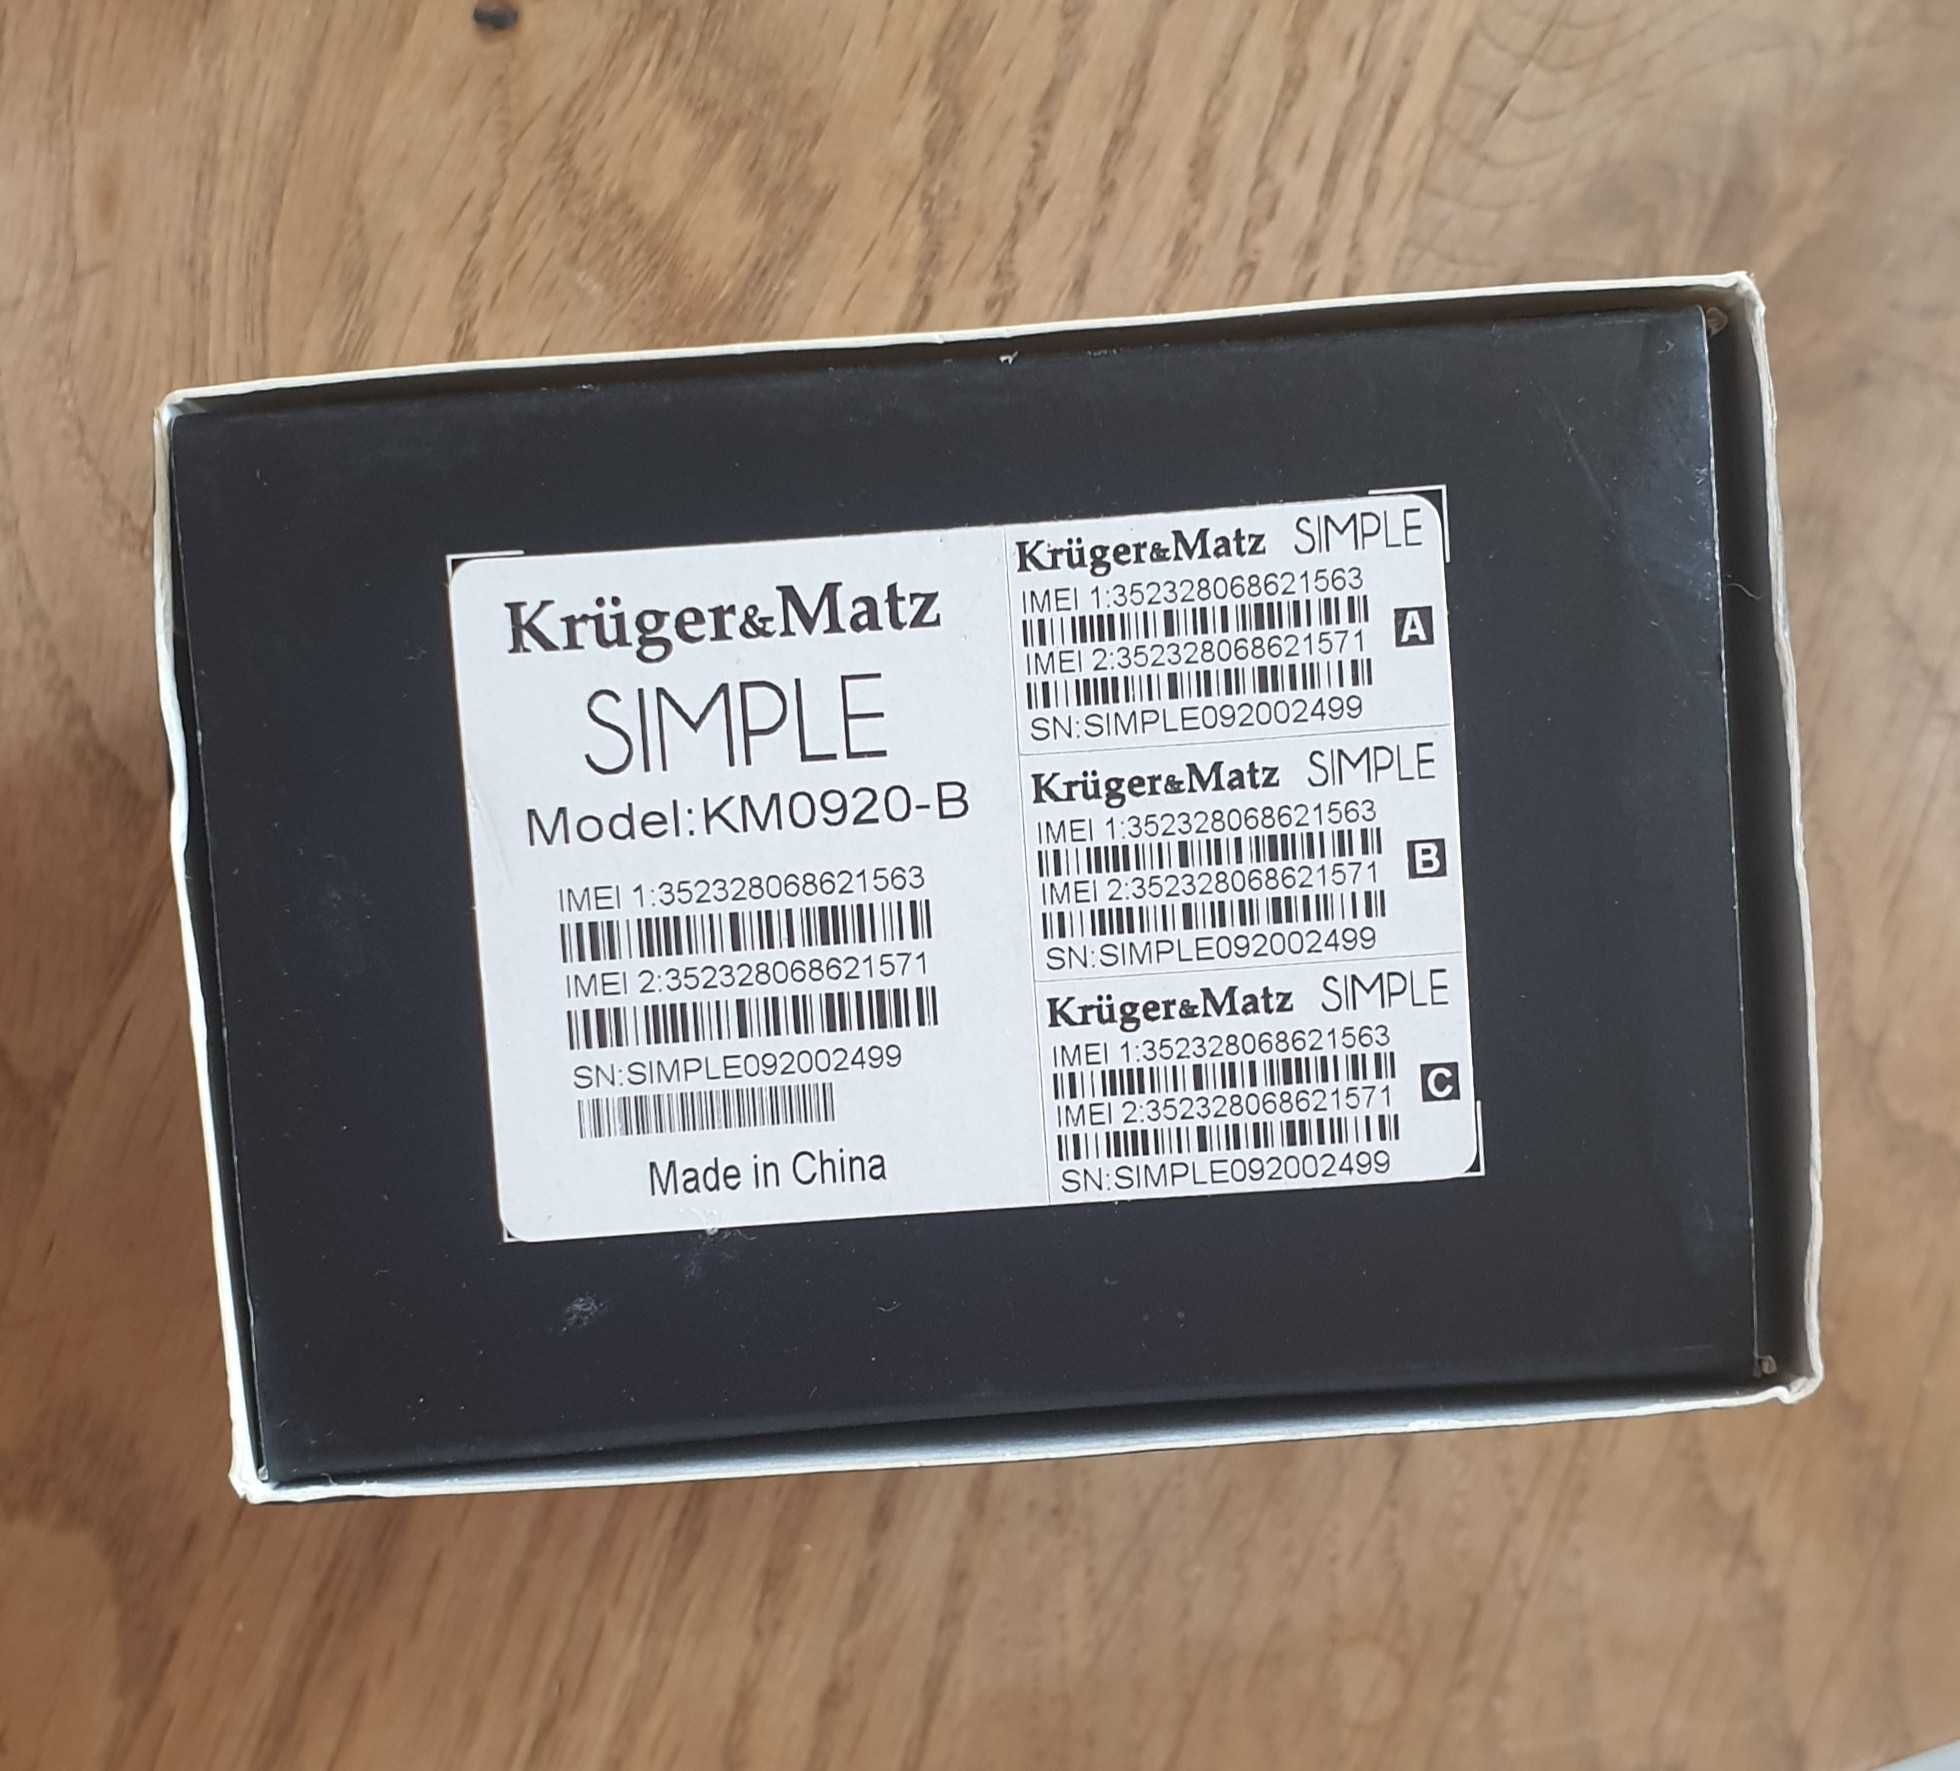 Krüger&Matz
SIMPLE
Model:KM0920-B
IMEI 1:352328068621563
IMEI 2:352328068621571
SN:SIMPLE092002499
Made in China
Krüger&Matz SIMPLE
IMEI 1:352328068621563
A
IMEI 2:352328068621571
SN:SIMPLE092002499
Krüger&Matz SIMPLE
IMEI 1:352328068621563
B
IMEI 2:352328068621571
SN:SIMPLE092002499
Krüger&Matz SIMPLE
IMEI 1:352328068621563
C
IMEI 2:352328068621571
SN:SIMPLE092002499